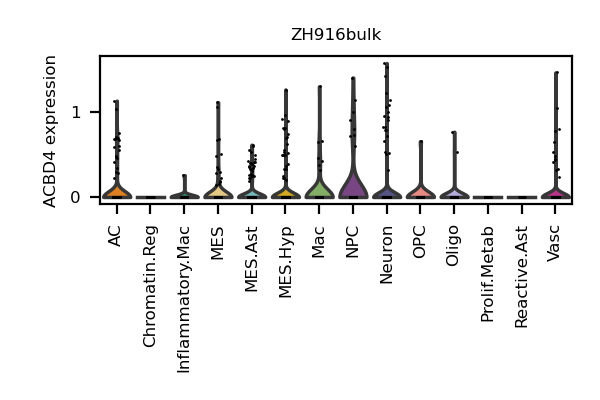 ZH916bulk
ACBD4 expression
1
0
AC
Chromatin.Reg
Inflammatory.Mac
MES
MES.Ast
MES.Hyp
Mac
NPC
Neuron
OPC
Oligo
Prolif.Metab
Reactive.Ast
Vasc